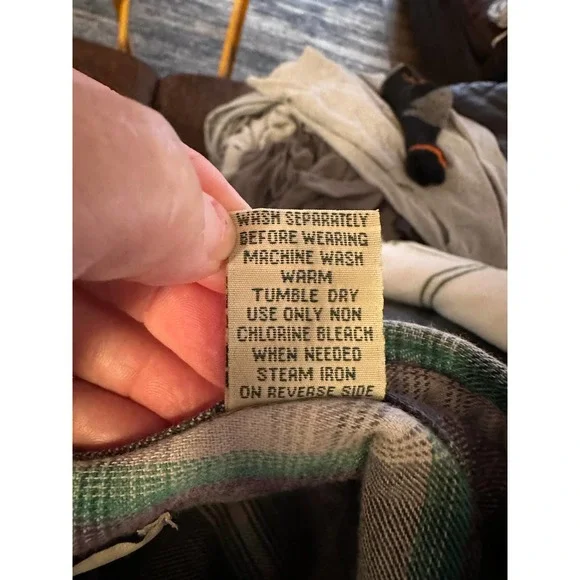 WASH SEPARATELY
BEFORE WEARING
MACHINE WASH
WARM
TUMBLE DRY
USE ONLY NON
CHLORINE BLEACH
WHEN NEEDED
STEAM IRON
ON REVERSE SIDE